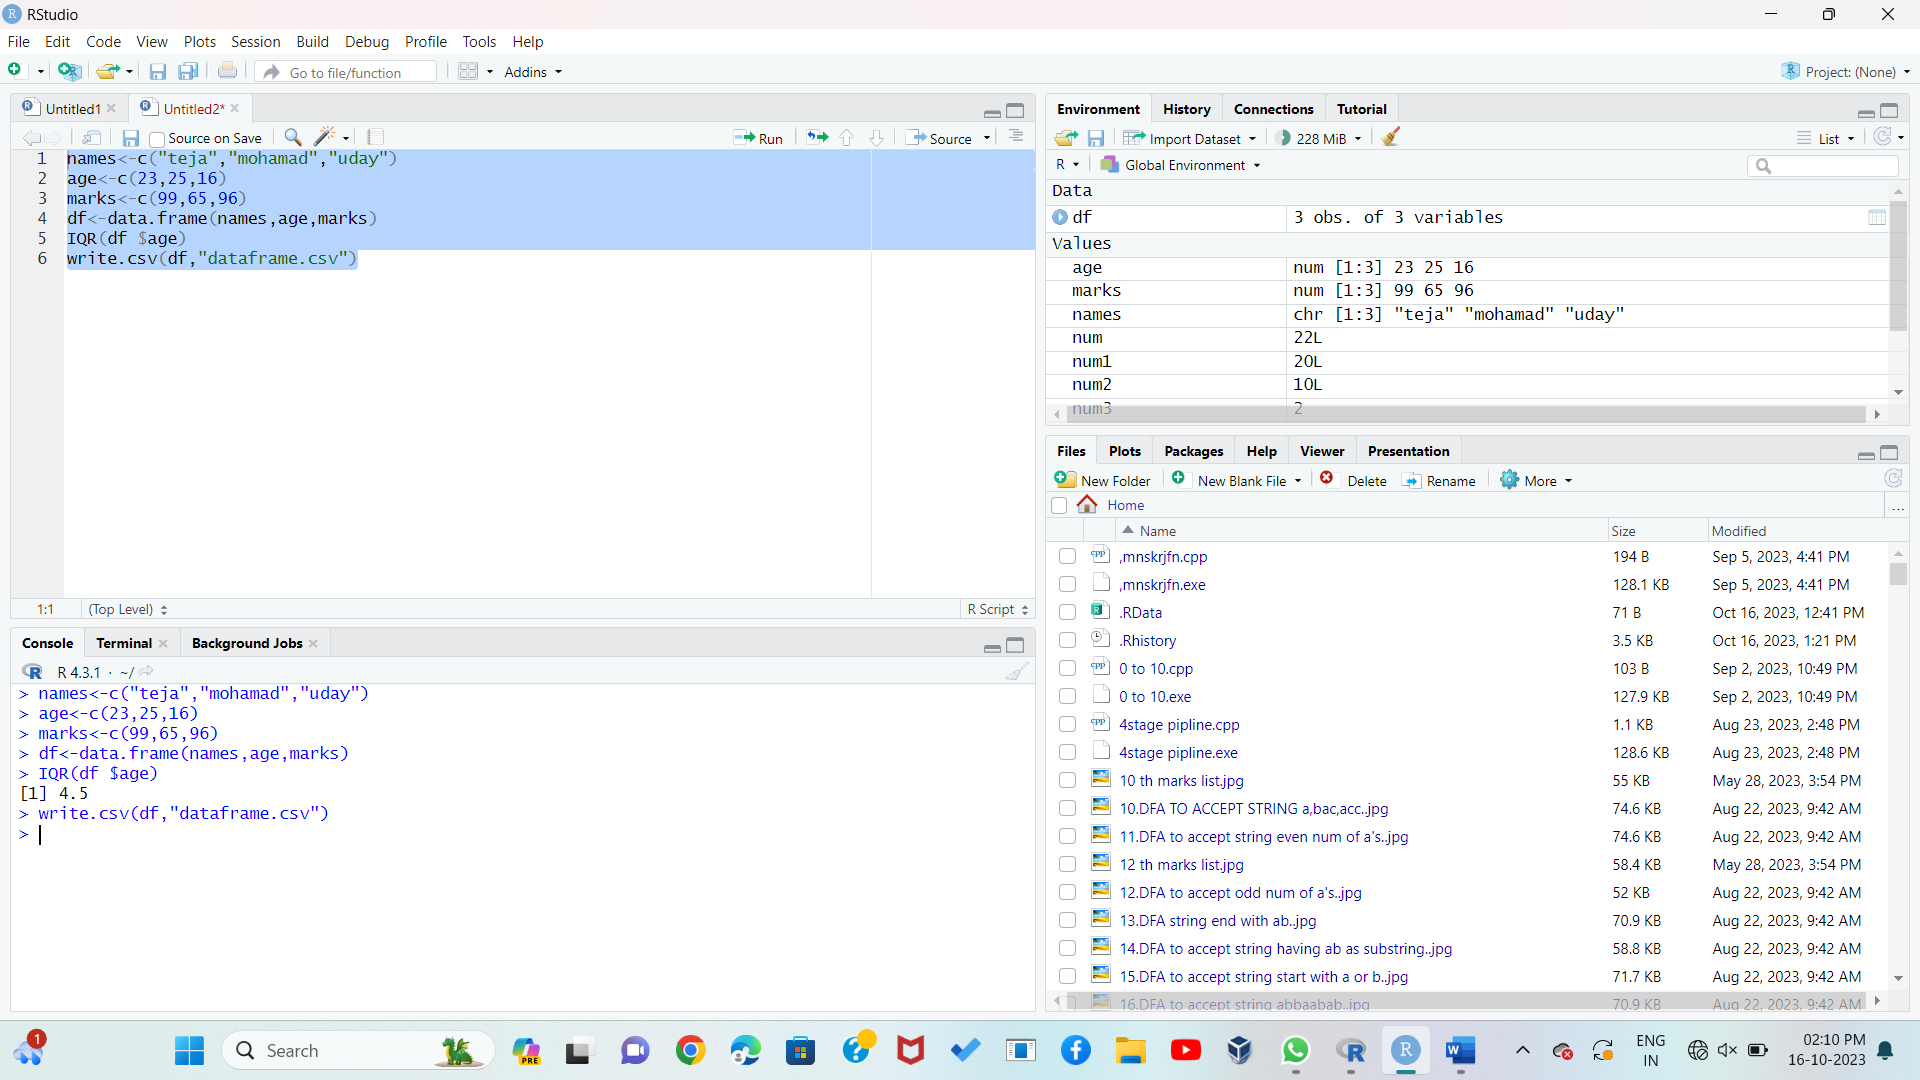 RStudio
File Edit Code View Plots Session Build Debug Profile Tools Help
Go to file/function Addins Project: (None)
Untitled1 Untitled2*
Source on Save Run Source
1 names<-c("teja","mohamad","uday")
2 age<-c(23,25,16)
3 marks<-c(99,65,96)
4 df<-data.frame(names,age,marks)
5 IQR(df $age)
6 write.csv(df,"dataframe.csv")
1:1 (Top Level) R Script
Console Terminal Background Jobs
R 4.3.1 · ~/
> names<-c("teja","mohamad","uday")
> age<-c(23,25,16)
> marks<-c(99,65,96)
> df<-data.frame(names,age,marks)
> IQR(df $age)
[1] 4.5
> write.csv(df,"dataframe.csv")
>
Environment History Connections Tutorial
Import Dataset 228 MiB List
R Global Environment
Data
df 3 obs. of 3 variables
Values
age num [1:3] 23 25 16
marks num [1:3] 99 65 96
names chr [1:3] "teja" "mohamad" "uday"
num 22L
num1 20L
num2 10L
num3 2
Files Plots Packages Help Viewer Presentation
New Folder New Blank File Delete Rename More
Home ...
Name Size Modified
,mnskrjfn.cpp 194 B Sep 5, 2023, 4:41 PM
,mnskrjfn.exe 128.1 KB Sep 5, 2023, 4:41 PM
.RData 71 B Oct 16, 2023, 12:41 PM
.Rhistory 3.5 KB Oct 16, 2023, 1:21 PM
0 to 10.cpp 103 B Sep 2, 2023, 10:49 PM
0 to 10.exe 127.9 KB Sep 2, 2023, 10:49 PM
4stage pipline.cpp 1.1 KB Aug 23, 2023, 2:48 PM
4stage pipline.exe 128.6 KB Aug 23, 2023, 2:48 PM
10 th marks list.jpg 55 KB May 28, 2023, 3:54 PM
10.DFA TO ACCEPT STRING a,bac,acc..jpg 74.6 KB Aug 22, 2023, 9:42 AM
11.DFA to accept string even num of a's..jpg 74.6 KB Aug 22, 2023, 9:42 AM
12 th marks list.jpg 58.4 KB May 28, 2023, 3:54 PM
12.DFA to accept odd num of a's..jpg 52 KB Aug 22, 2023, 9:42 AM
13.DFA string end with ab..jpg 70.9 KB Aug 22, 2023, 9:42 AM
14.DFA to accept string having ab as substring..jpg 58.8 KB Aug 22, 2023, 9:42 AM
15.DFA to accept string start with a or b..jpg 71.7 KB Aug 22, 2023, 9:42 AM
16.DFA to accept string abbaabab..jpg 70.9 KB Aug 22, 2023, 9:42 AM
1 Search PRE ENG
IN
02:10 PM
16-10-2023